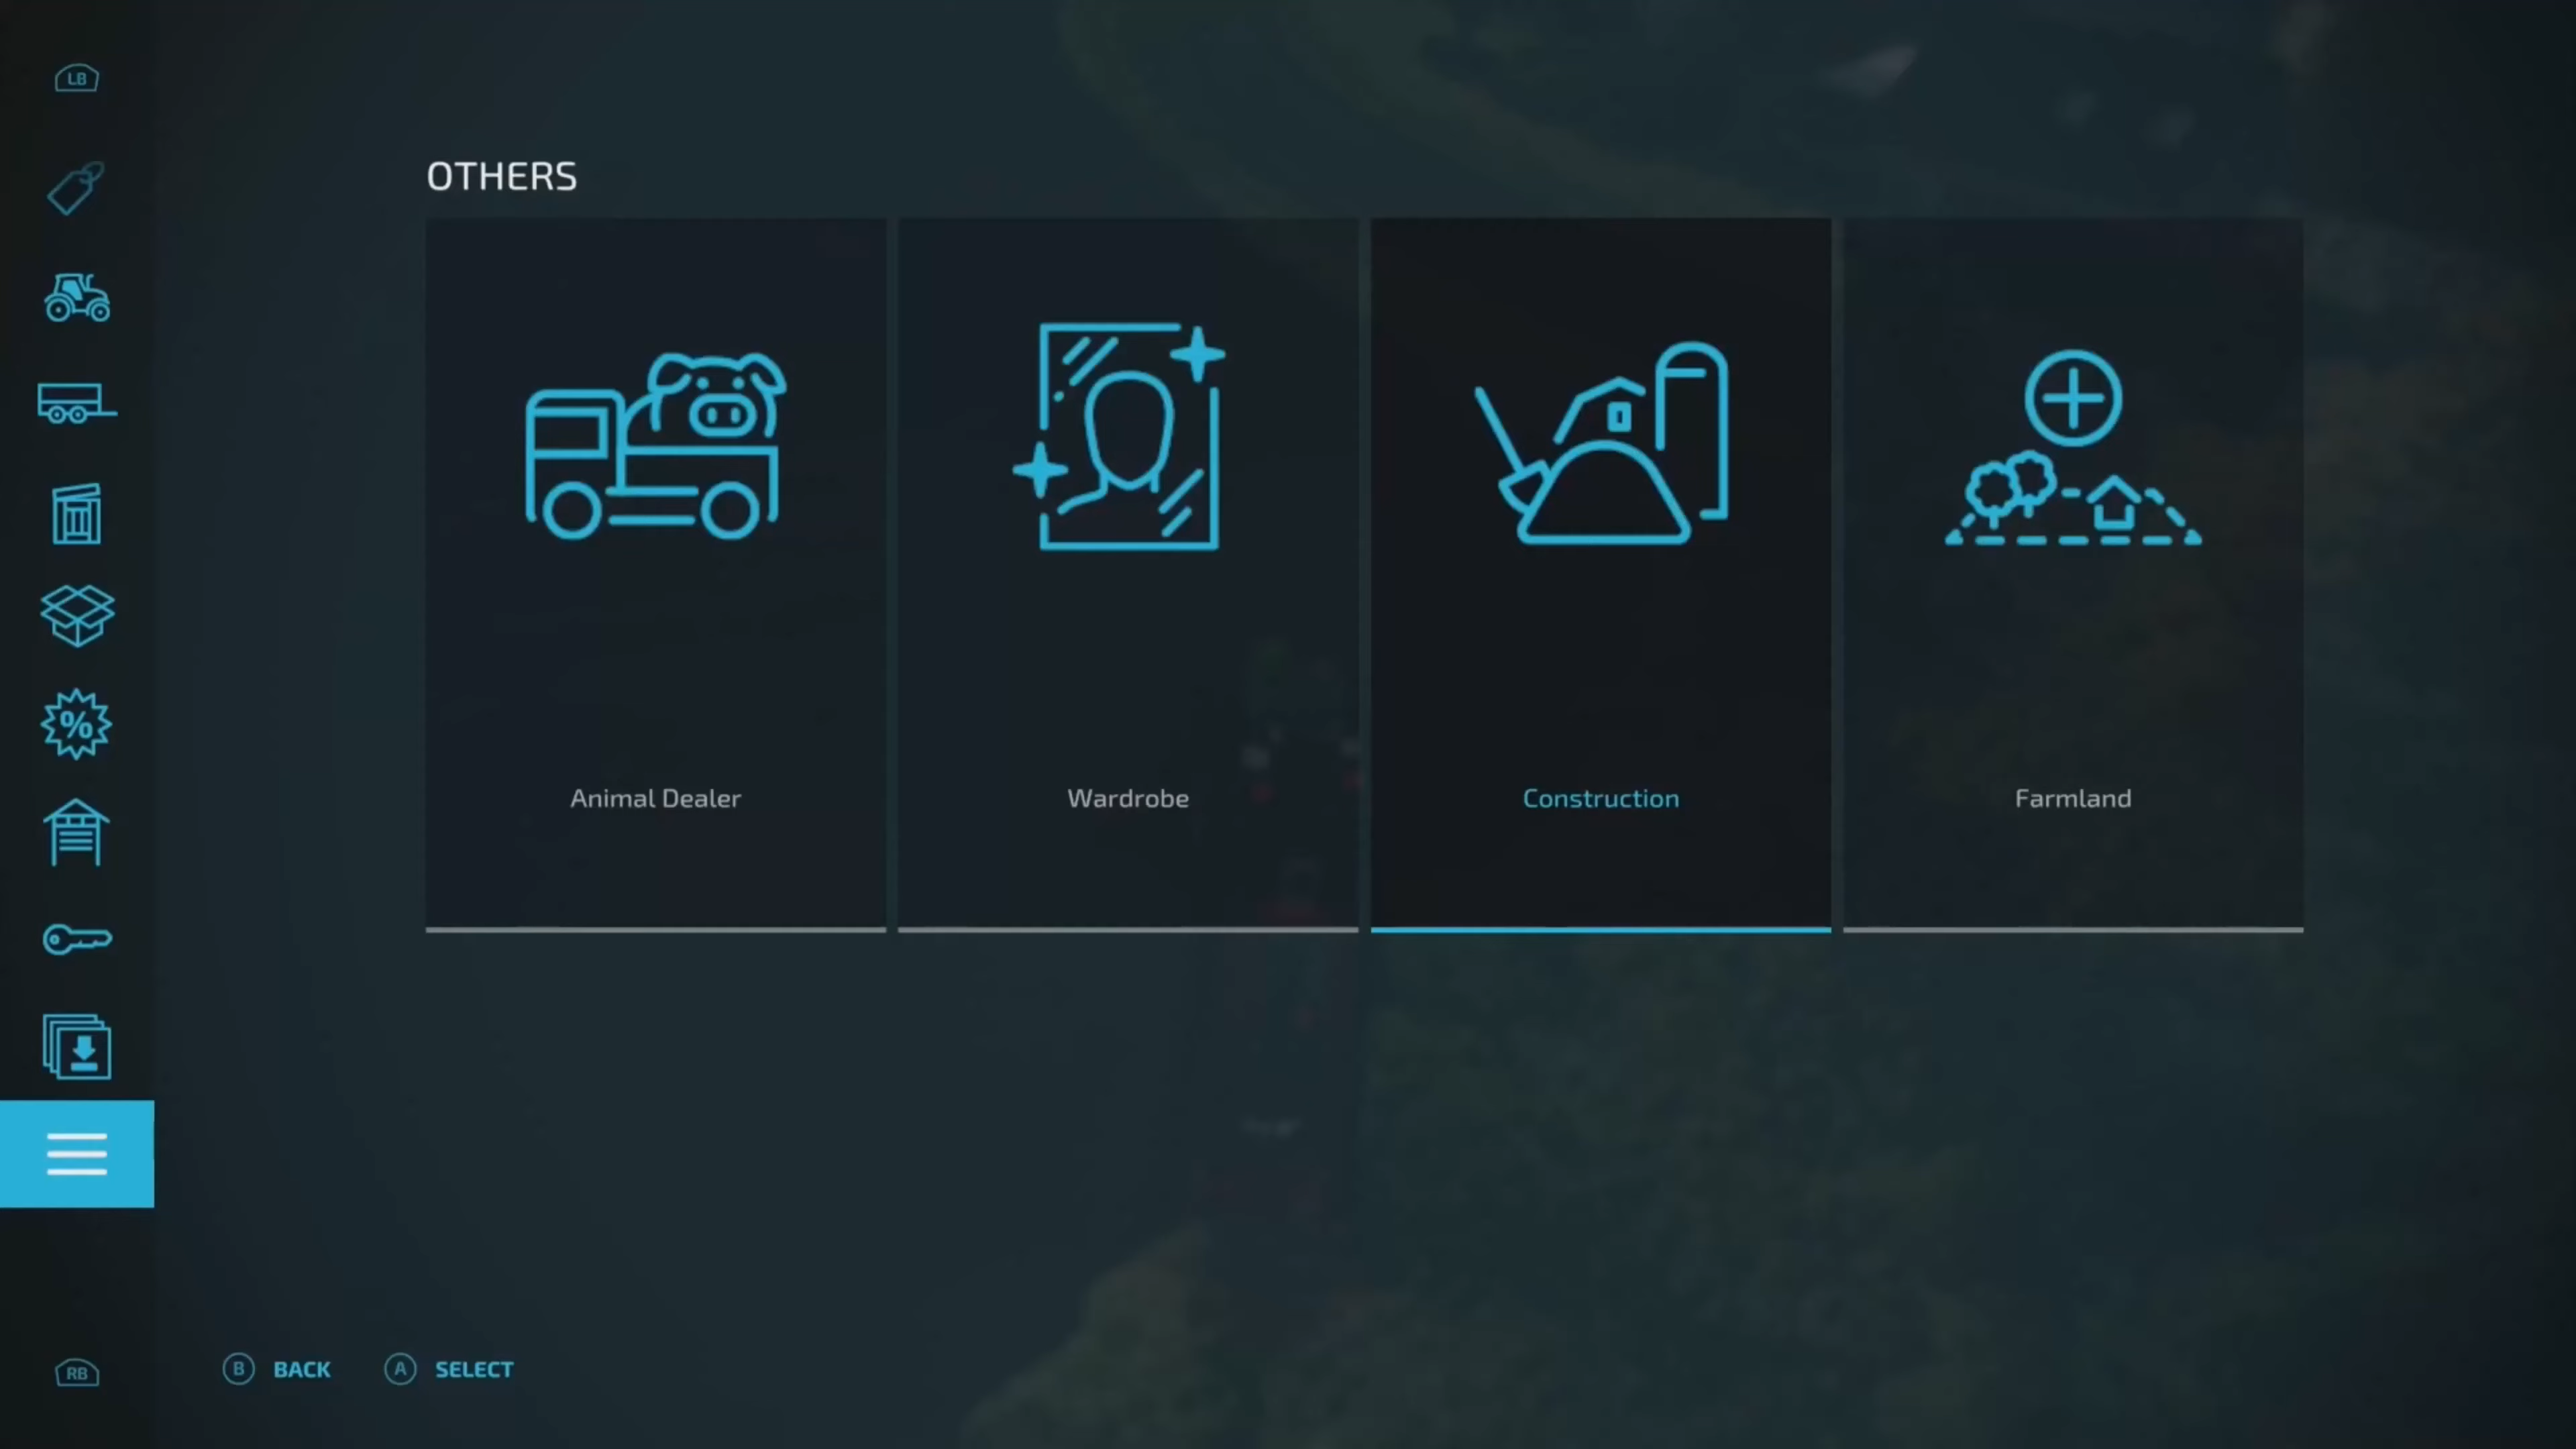 LB
OTHERS
%
Animal Dealer
Wardrobe
Construction
Farmland
RB
B BACK
A SELECT